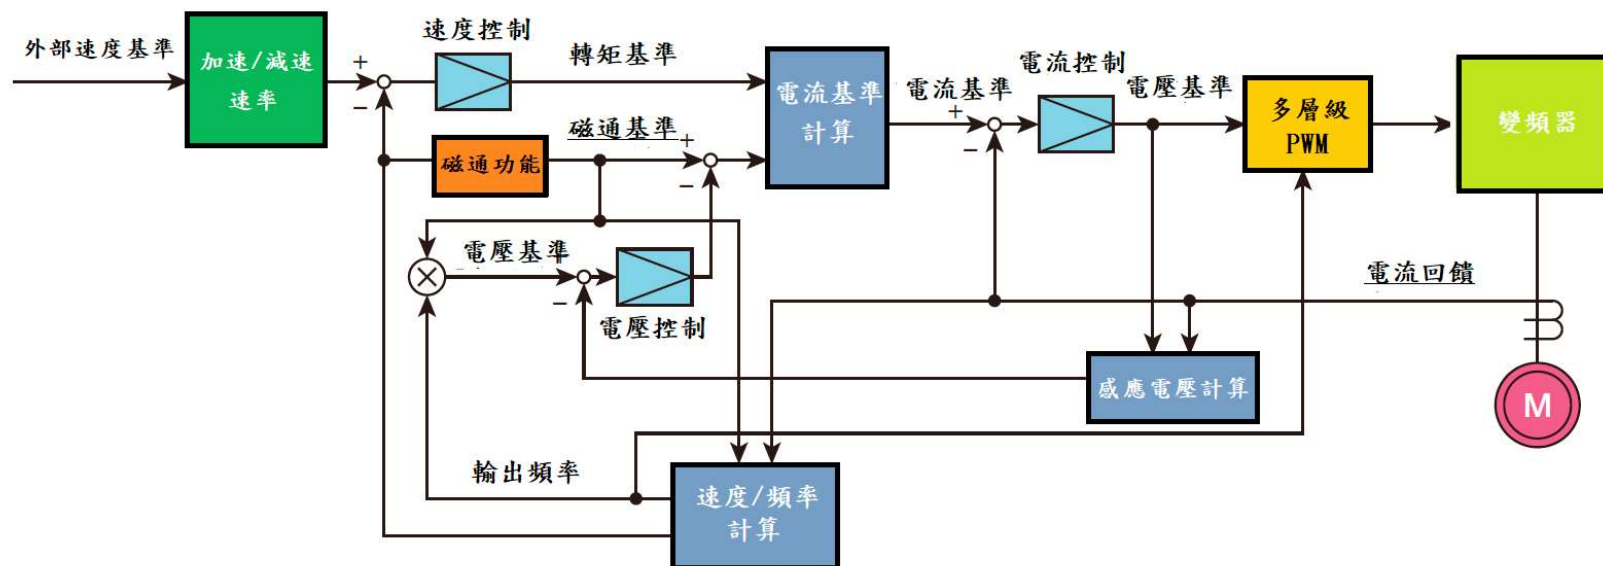 外部速度基準
加速/減速
速率
速度控制
轉矩基準
磁通基準
磁通功能
電流基準
計算
電流基準
電流控制
電壓基準
多層級
PWM
變頻器
電壓基準
電壓控制
電流回饋
感應電壓計算
M
輸出頻率
速度/頻率
計算